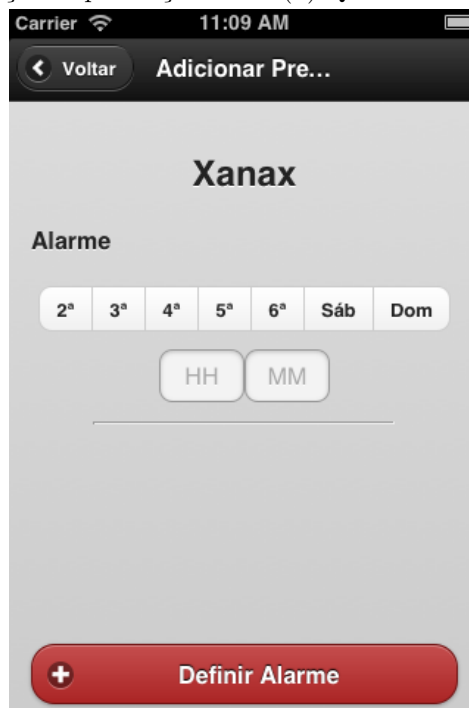 Carrier 11:09 AM
Voltar Adicionar Pre...
Xanax
Alarme
2ª 3ª 4ª 5ª 6ª Sáb Dom
HH MM
Definir Alarme